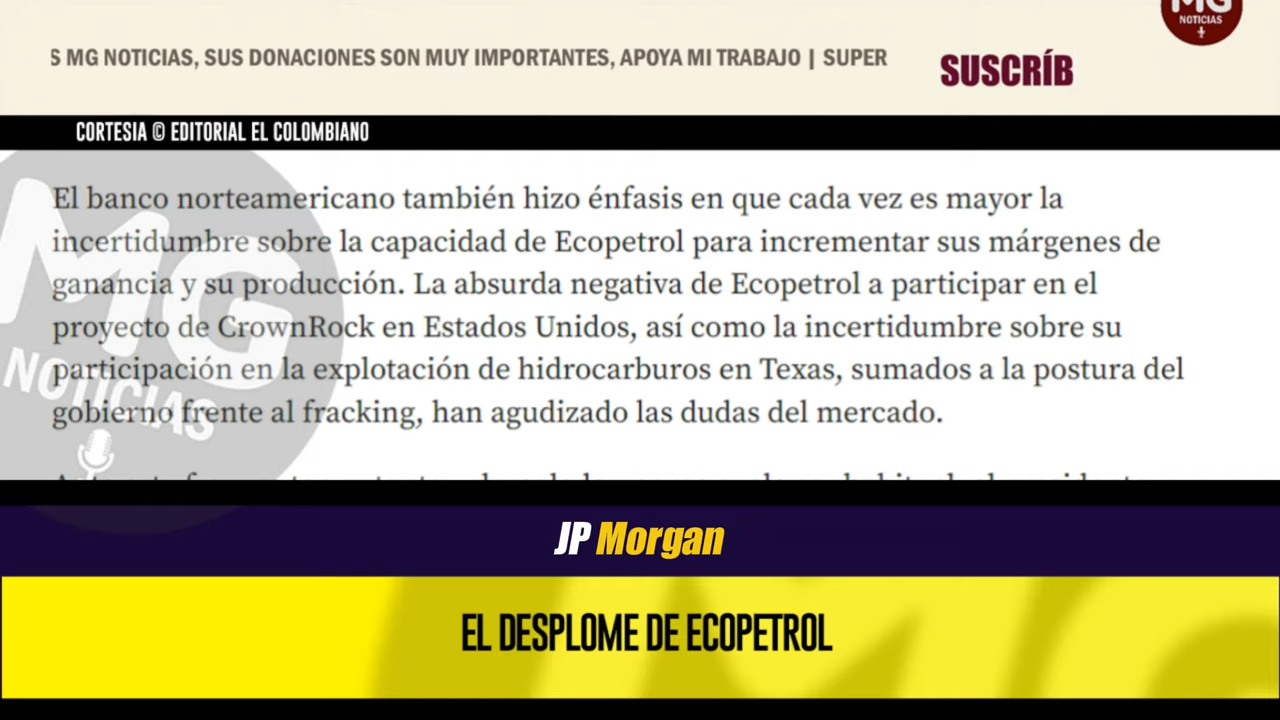 MG
NOTICIAS
S MG NOTICIAS, SUS DONACIONES SON MUY IMPORTANTES, APOYA MI TRABAJO | SUPER
SUSCRÍB
CORTESIA © EDITORIAL EL COLOMBIANO
El banco norteamericano también hizo énfasis en que cada vez es mayor la
incertidumbre sobre la capacidad de Ecopetrol para incrementar sus márgenes de
ganancia y su producción. La absurda negativa de Ecopetrol a participar en el
proyecto de CrownRock en Estados Unidos, así como la incertidumbre sobre su
participación en la explotación de hidrocarburos en Texas, sumados a la postura del
gobierno frente al fracking, han agudizado las dudas del mercado.
MG
NOTICIAS
JP Morgan
EL DESPLOME DE ECOPETROL